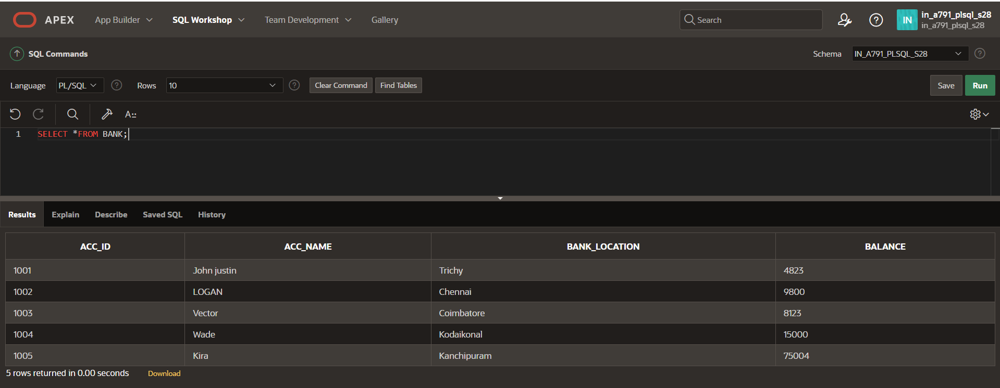 APEX App Builder SQL Workshop Team Development Gallery Search IN in_a791_plsql_s28
in_a791_plsql_s28
SQL Commands Schema IN_A791_PLSQL_S28
Language PL/SQL Rows 10 Clear Command Find Tables Save Run
A::
1 SELECT *FROM BANK;
Results Explain Describe Saved SQL History
ACC_ID ACC_NAME BANK_LOCATION BALANCE
1001 John justin Trichy 4823
1002 LOGAN Chennai 9800
1003 Vector Coimbatore 8123
1004 Wade Kodaikonal 15000
1005 Kira Kanchipuram 75004
5 rows returned in 0.00 seconds Download